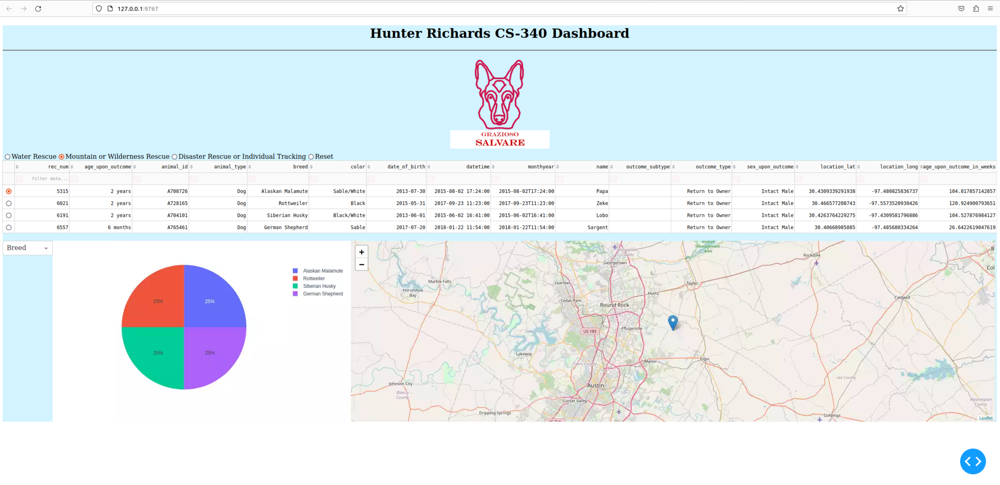 127.0.0.1:9767
Hunter Richards CS-340 Dashboard
GRAZIOSO
SALVARE
Water Rescue Mountain or Wilderness Rescue Disaster Rescue or Individual Tracking Reset
rec_num age_upon_outcome animal_id animal_type breed color date_of_birth datetime monthyear name outcome_subtype outcome_type sex_upon_outcome location_lat location_long age_upon_outcome_in_weeks
filter data...
5315 2 years A708726 Dog Alaskan Malamute Sable/White 2013-07-30 2015-08-02 17:24:00 2015-08-02T17:24:00 Papa Return to Owner Intact Male 30.4309339291938 -97.480825836737 104.817857142857
6021 2 years A728165 Dog Rottweiler Black 2015-05-31 2017-09-23 11:23:00 2017-09-23T11:23:00 Zeke Return to Owner Intact Male 30.466577208743 -97.5573520930426 120.924900793651
6191 2 years A704101 Dog Siberian Husky Black/White 2013-06-01 2015-06-02 16:41:00 2015-06-02T16:41:00 Lobo Return to Owner Intact Male 30.4263764229275 -97.4309581796886 104.527876984127
6557 6 months A765461 Dog German Shepherd Sable 2017-07-20 2018-01-22 11:54:00 2018-01-22T11:54:00 Sargent Return to Owner Intact Male 30.40668985085 -97.485680334264 26.6422619047619
Breed
25%
25%
25%
25%
Alaskan Malamute
Rottweiler
Siberian Husky
German Shepherd
+
−
Wildlife
Management
Area
Williamson
County
Georgetown
Rockdale
B
Col
Marble Falls
Leander
Taylor
Horseshoe
Bay
Hutto
Cedar Park
Caldwell
Round Rock
Lake Travis
US 183
Pflugerville
Lakeway
Travis County
Manor
Elgin
Lee County
Johnson City
Austin
Blanco
County
Sunset Valley
Washington
County
Dripping Springs
Giddings
Leaflet